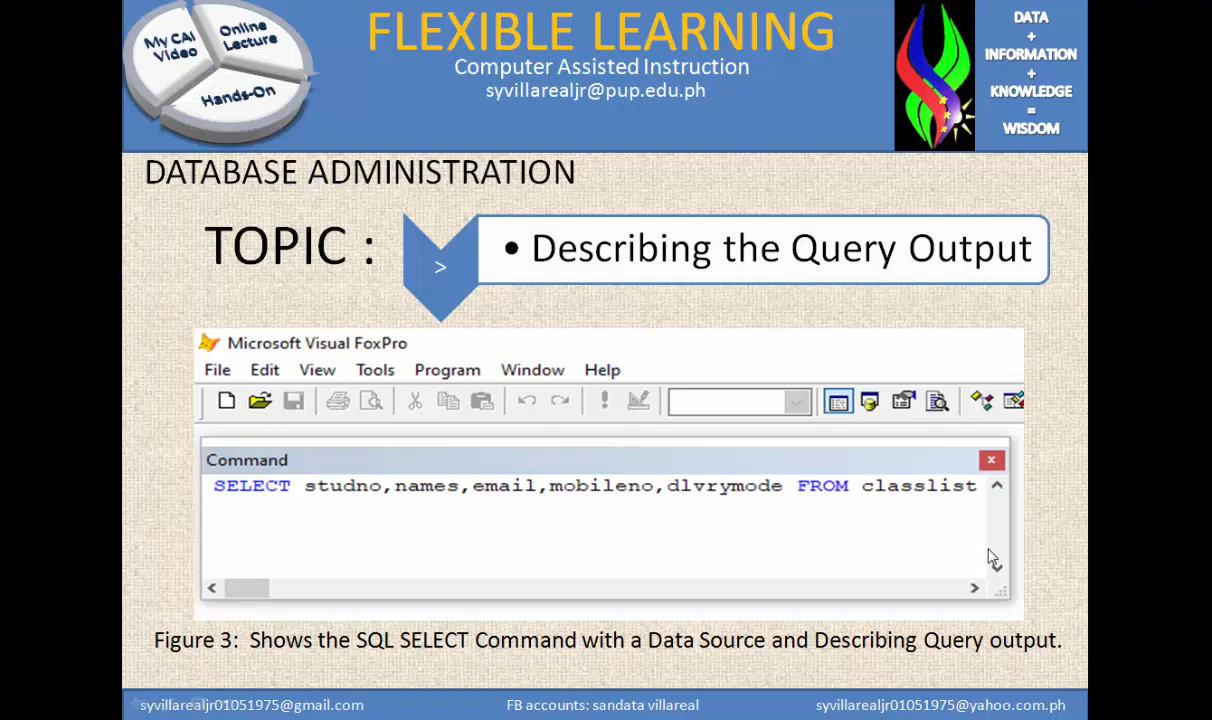 My CAI
Video
Online
Lecture
Hands-On
FLEXIBLE LEARNING
Computer Assisted Instruction
syvillarealjr@pup.edu.ph
DATA
+
INFORMATION
+
KNOWLEDGE
=
WISDOM
DATABASE ADMINISTRATION
TOPIC :
>
• Describing the Query Output
Microsoft Visual FoxPro
File Edit View Tools Program Window Help
Command
SELECT studno,names,email,mobileno,dlvrymode FROM classlist
Figure 3: Shows the SQL SELECT Command with a Data Source and Describing Query output.
syvillarealjr01051975@gmail.com
FB accounts: sandata villareal
syvillarealjr01051975@yahoo.com.ph